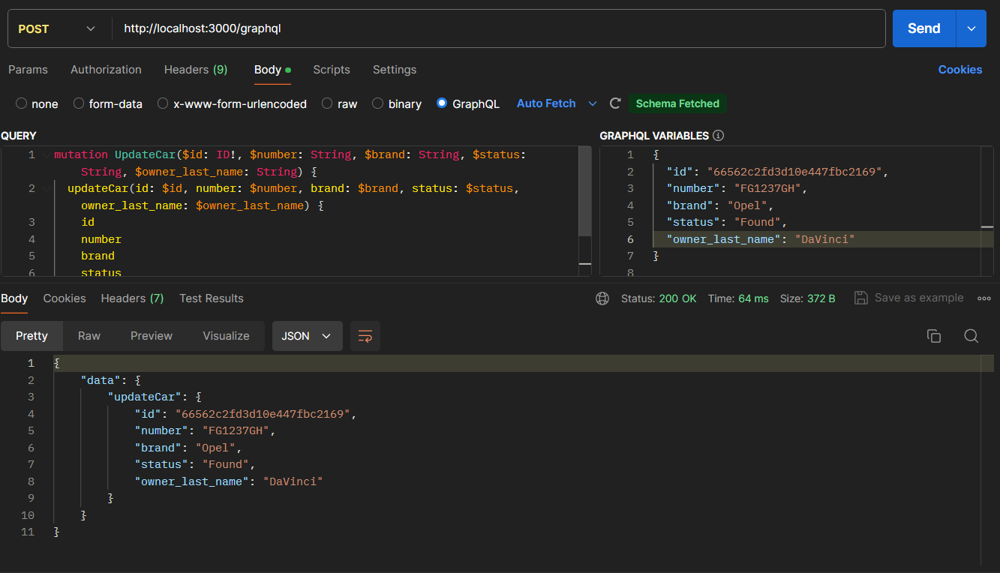 POST http://localhost:3000/graphql Send
Params Authorization Headers (9) Body Scripts Settings Cookies
none form-data x-www-form-urlencoded raw binary GraphQL Auto Fetch Schema Fetched
QUERY
1 mutation UpdateCar($id: ID!, $number: String, $brand: String, $status:
String, $owner_last_name: String) {
2 updateCar(id: $id, number: $number, brand: $brand, status: $status,
owner_last_name: $owner_last_name) {
3 id
4 number
5 brand
6 status
GRAPHQL VARIABLES
1 {
2 "id": "66562c2fd3d10e447fbc2169",
3 "number": "FG1237GH",
4 "brand": "Opel",
5 "status": "Found",
6 "owner_last_name": "DaVinci"
7 }
8
Body Cookies Headers (7) Test Results Status: 200 OK Time: 64 ms Size: 372 B Save as example
Pretty Raw Preview Visualize JSON
1 {
2 "data": {
3 "updateCar": {
4 "id": "66562c2fd3d10e447fbc2169",
5 "number": "FG1237GH",
6 "brand": "Opel",
7 "status": "Found",
8 "owner_last_name": "DaVinci"
9 }
10 }
11 }